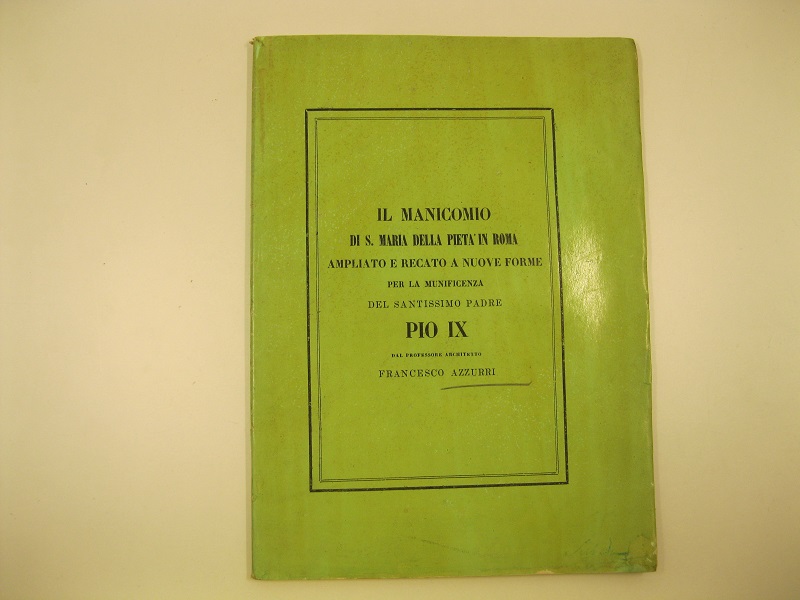 IL MANICOMIO
DI S. MARIA DELLA PIETA' IN ROMA
AMPLIATO E RECATO A NUOVE FORME
PER LA MUNIFICENZA
DEL SANTISSIMO PADRE
PIO IX
DAL PROFESSORE ARCHITETTO
FRANCESCO AZZURRI